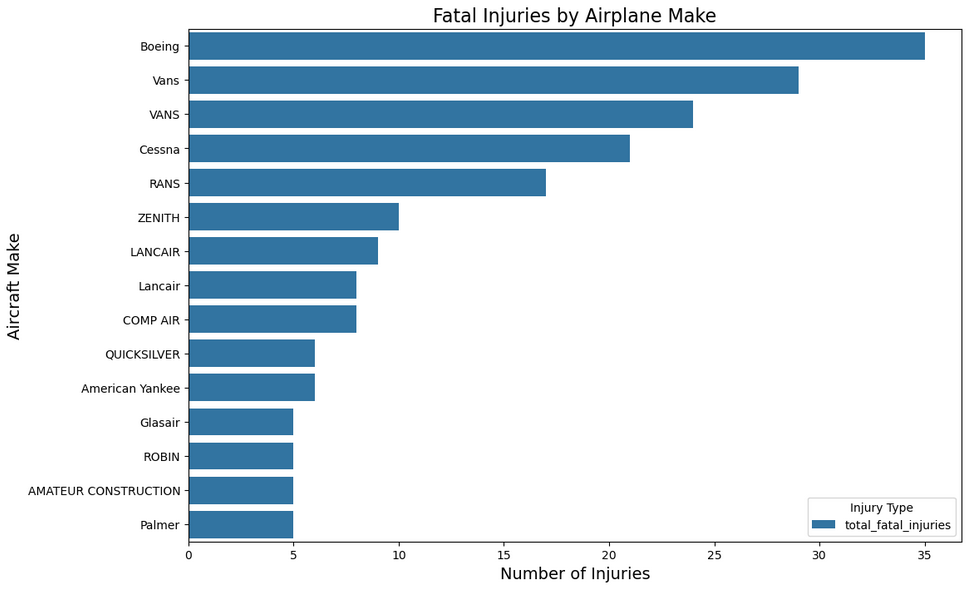 Fatal Injuries by Airplane Make
Boeing
Vans
VANS
Cessna
RANS
ZENITH
LANCAIR
Lancair
COMP AIR
QUICKSILVER
American Yankee
Glasair
ROBIN
AMATEUR CONSTRUCTION
Palmer
Aircraft Make
Injury Type
total_fatal_injuries
0 5 10 15 20 25 30 35
Number of Injuries